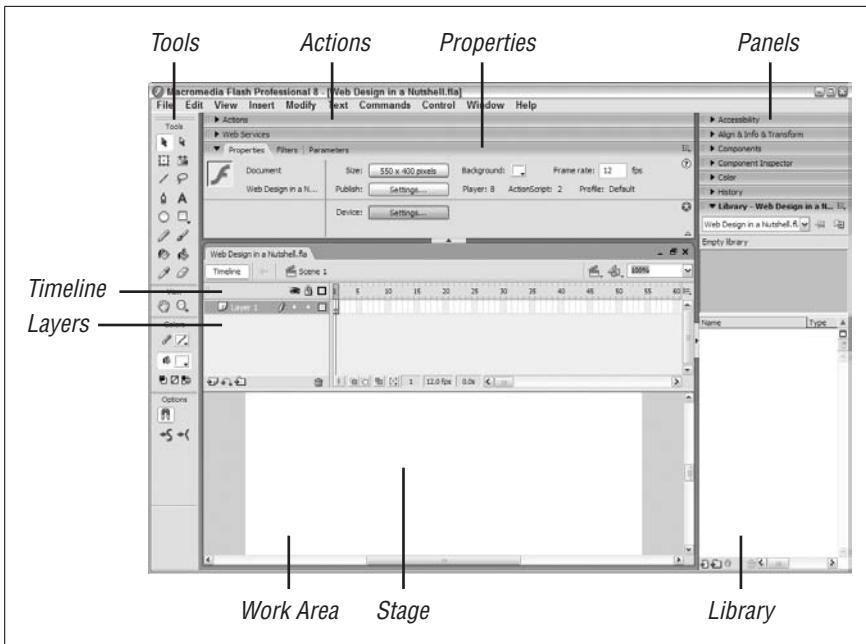 Tools Actions Properties Panels
Macromedia Flash Professional 8 - [Web Design in a Nutshell.fla]
File Edit View Insert Modify Text Commands Control Window Help
Tools
Actions
Web Services
Properties Filters Parameters
Document
Web Design in a N...
Size: 550 x 400 pixels Background: Frame rate: 12 fps
Publish: Settings... Player: 8 ActionScript: 2 Profile: Default
Device: Settings...
Accessibility
Align & Info & Transform
Components
Component Inspector
Color
History
Library - Web Design in a N...
Web Design in a Nutshell.fl
Empty library
Name Type
Web Design in a Nutshell.fla
Timeline Scene 1 100%
5 10 15 20 25 30 35 40 45 50 55 60
Layer 1
1 12.0 fps 0.0s
Colors
Options
Timeline
Layers
Work Area Stage Library